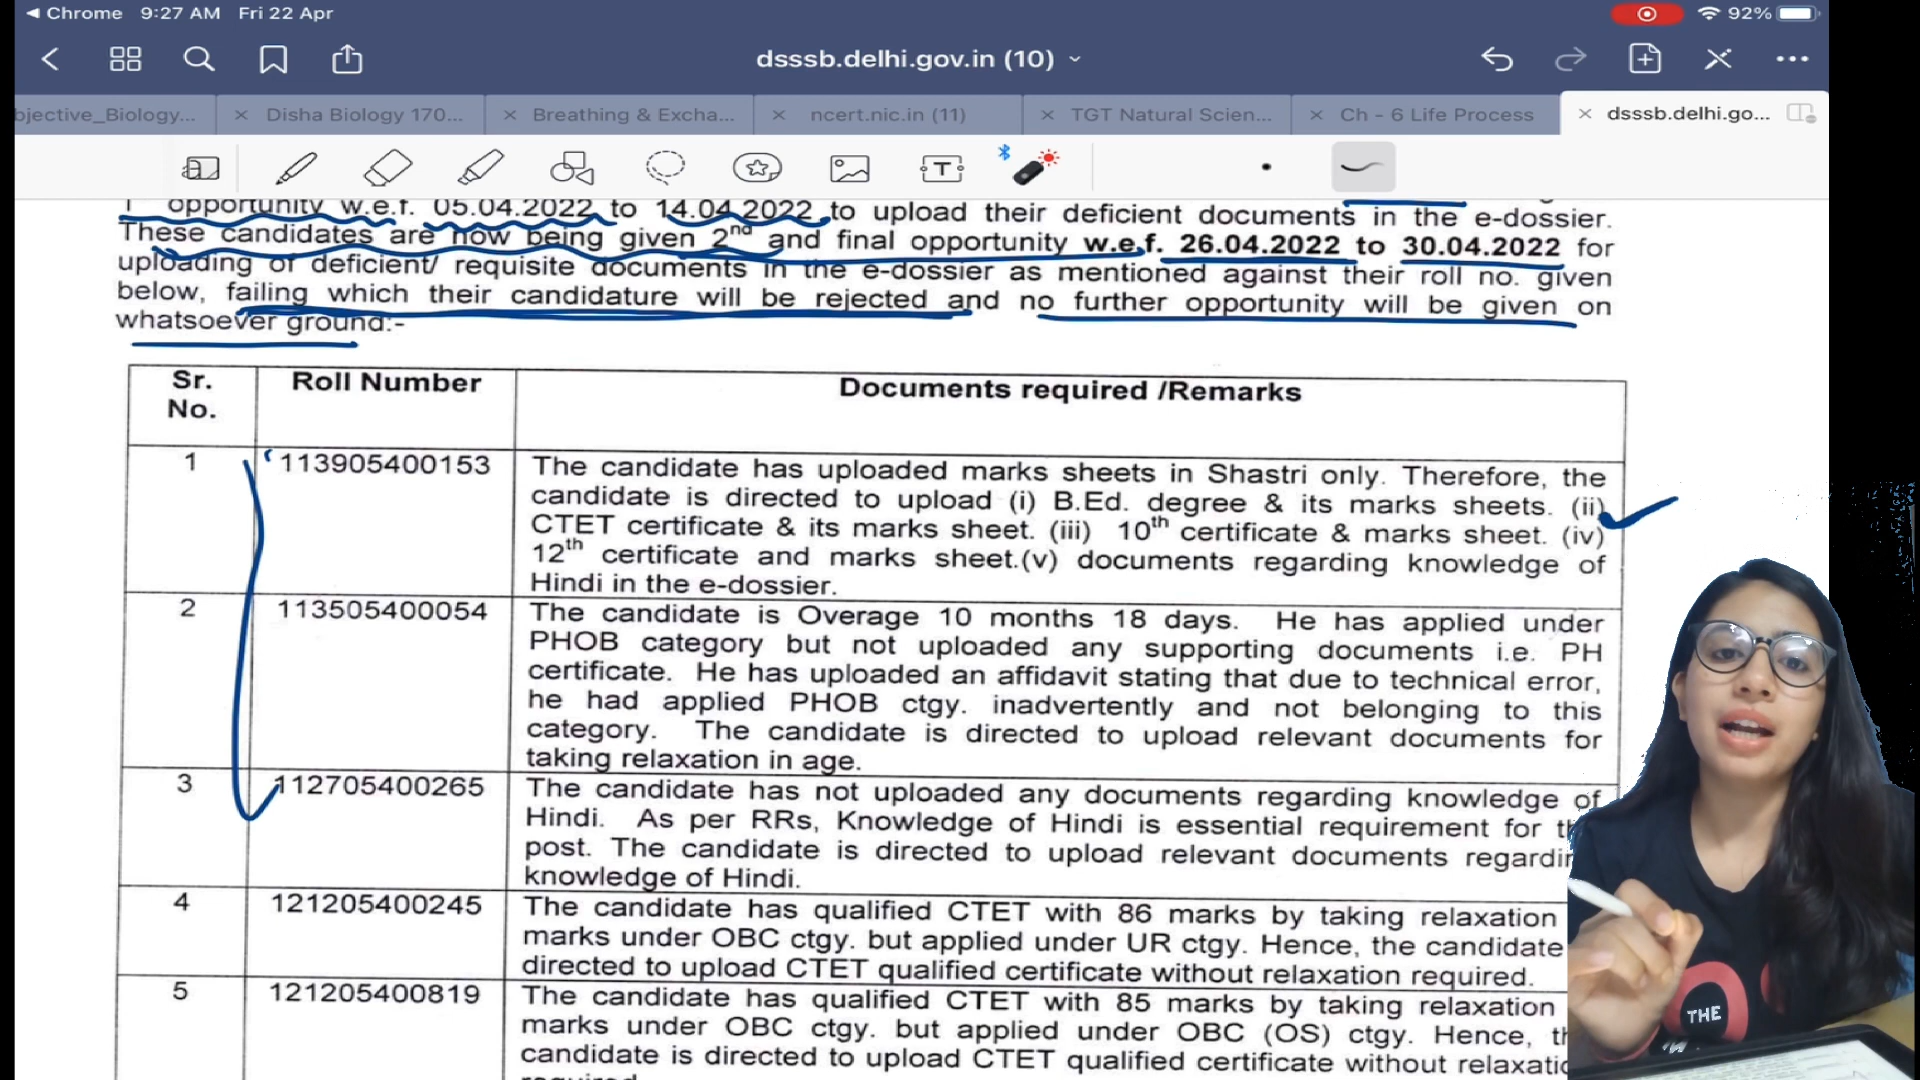 Chrome 9:27 AM Fri 22 Apr 92%
dsssb.delhi.gov.in (10)
bjective_Biology... Disha Biology 170... Breathing & Excha... ncert.nic.in (11) TGT Natural Scien... Ch - 6 Life Process dsssb.delhi.go...
opportunity w.e.f. 05.04.2022 to 14.04.2022 to upload their deficient documents in the e-dossier.
These candidates are now being given 2nd and final opportunity w.e.f. 26.04.2022 to 30.04.2022 for
uploading of deficient/ requisite documents in the e-dossier as mentioned against their roll no. given
below, failing which their candidature will be rejected and no further opportunity will be given on
whatsoever ground:-
Sr. No. Roll Number Documents required /Remarks
1 113905400153 The candidate has uploaded marks sheets in Shastri only. Therefore, the
candidate is directed to upload (i) B.Ed. degree & its marks sheets. (ii)
CTET certificate & its marks sheet. (iii) 10th certificate & marks sheet. (iv)
12th certificate and marks sheet.(v) documents regarding knowledge of
Hindi in the e-dossier.
2 113505400054 The candidate is Overage 10 months 18 days. He has applied under
PHOB category but not uploaded any supporting documents i.e. PH
certificate. He has uploaded an affidavit stating that due to technical error,
he had applied PHOB ctgy. inadvertently and not belonging to this
category. The candidate is directed to upload relevant documents for
taking relaxation in age.
3 112705400265 The candidate has not uploaded any documents regarding knowledge of
Hindi. As per RRs, Knowledge of Hindi is essential requirement for
post. The candidate is directed to upload relevant documents
knowledge of Hindi.
4 121205400245 The candidate has qualified CTET with 86 marks by taking relaxation
marks under OBC ctgy. but applied under UR ctgy. Hence, the candidate
directed to upload CTET qualified certificate without relaxation required.
5 121205400819 The candidate has qualified CTET with 85 marks by taking relaxation
marks under OBC ctgy. but applied under OBC (OS) ctgy. Hence,
candidate is directed to upload CTET qualified certificate without
THE